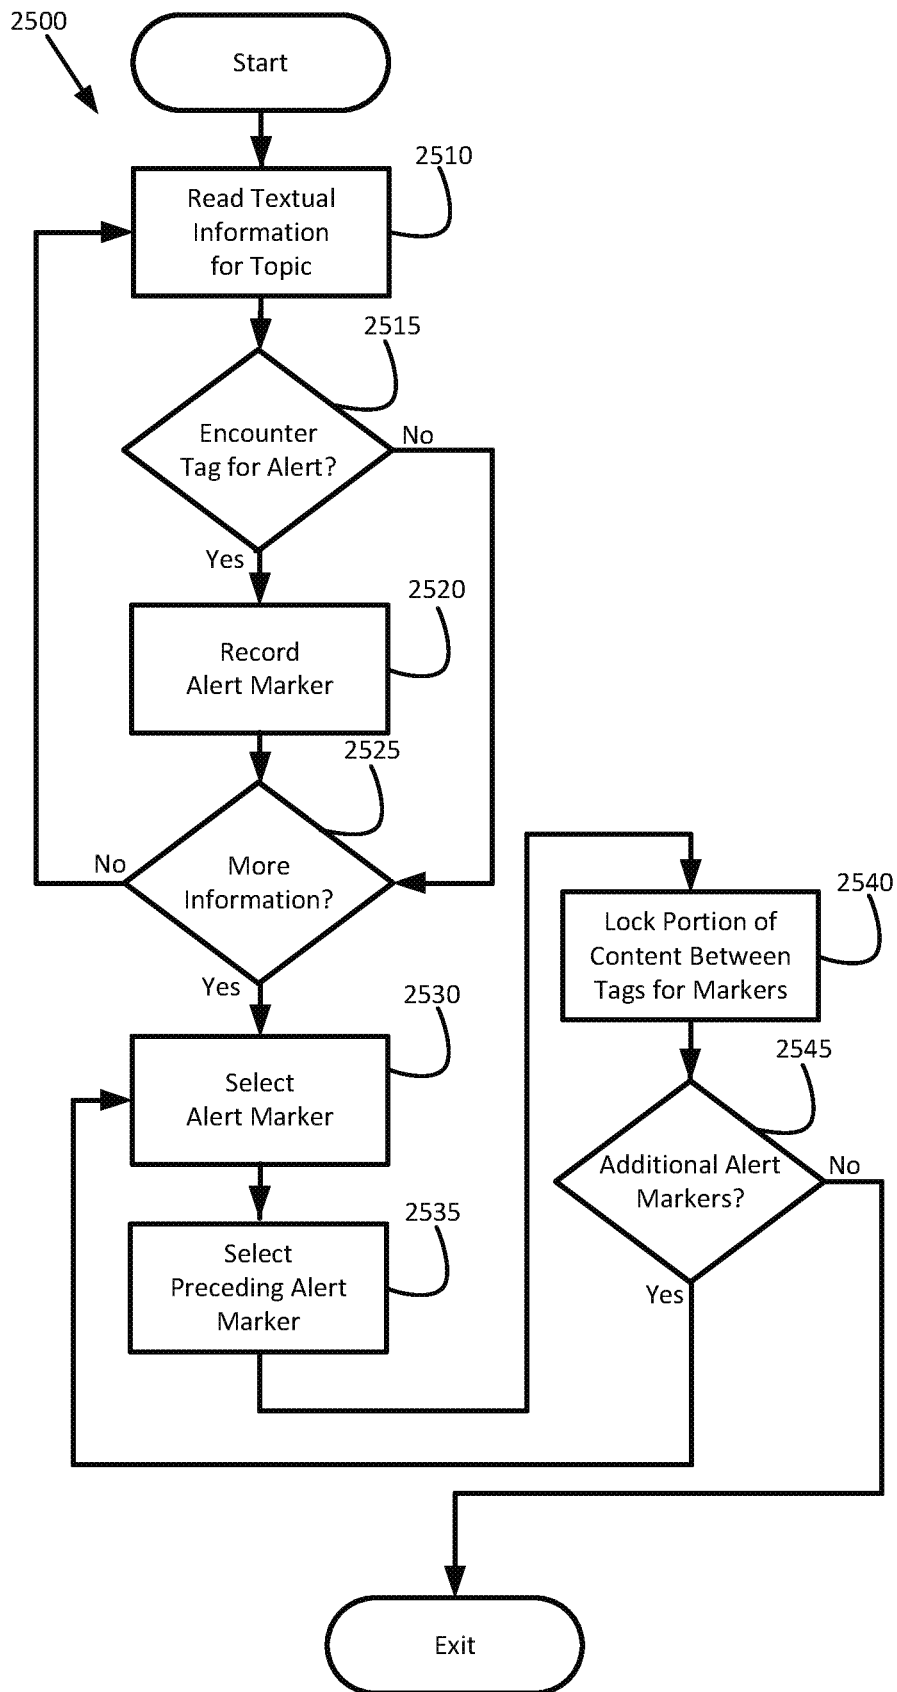 2500
Start
2510
Read Textual
Information
for Topic
2515
Encounter
Tag for Alert?
No
Yes
2520
Record
Alert Marker
2525
No
More
Information?
Yes
2530
Select
Alert Marker
2535
Select
Preceding Alert
Marker
2540
Lock Portion of
Content Between
Tags for Markers
2545
Additional Alert
Markers?
No
Yes
Exit